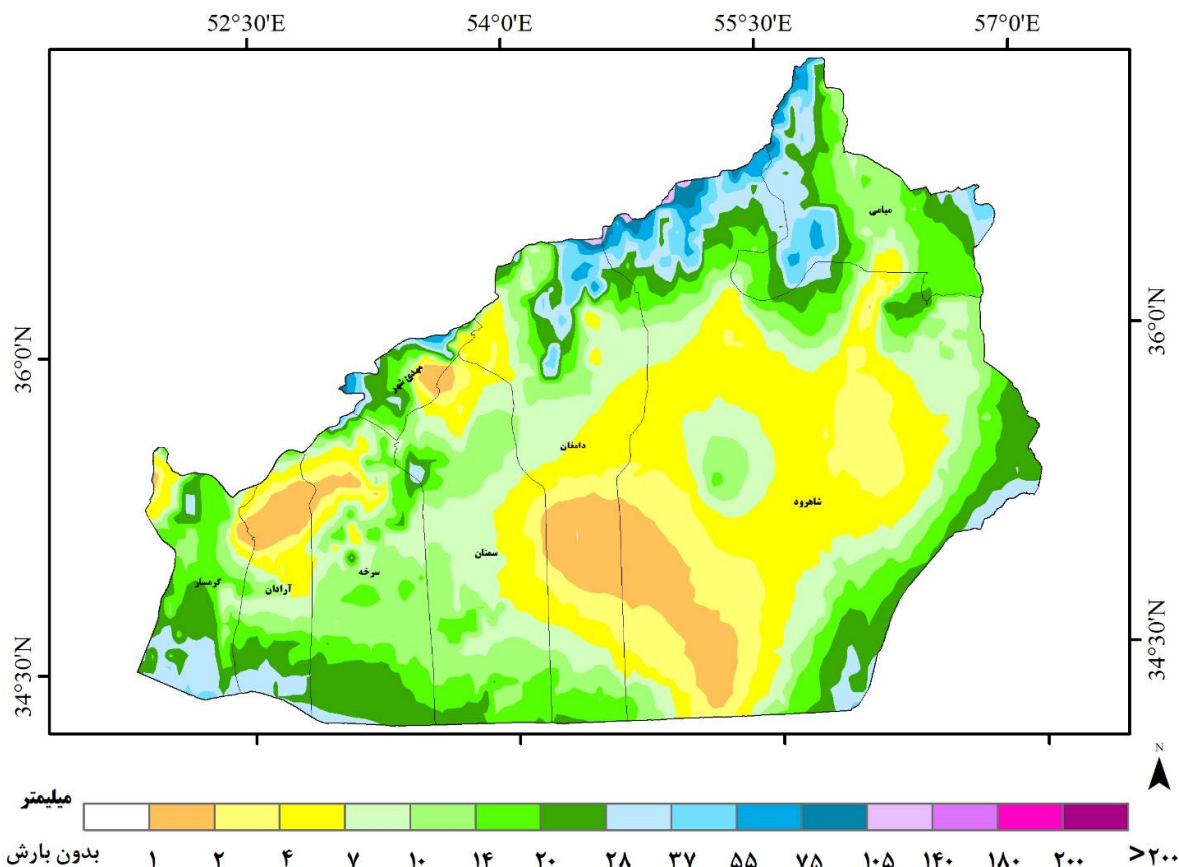 52°30'E 54°0'E 55°30'E 57°0'E
میامی
36°0'N 36°0'N
مهدی شهر
دامغان
شاهرود
سمنان
سرخه
آرادان
گرمسار
34°30'N 34°30'N
N
میلیمتر
بدون بارش ۱ ۲ ۴ ۷ ۱۰ ۱۴ ۲۰ ۲۸ ۳۷ ۵۵ ۷۵ ۱۰۵ ۱۴۰ ۱۸۰ ۲۰۰ >۲۰۰